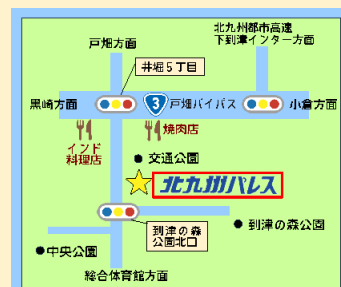 北九州都市高速
下到津インター方面
戸畑方面
井堀5丁目
黒崎方面
3
戸畑バイパス
小倉方面
インド
料理店
焼肉店
交通公園
北九州パレス
到津の森
公園北口
到津の森公園
中央公園
総合体育館方面